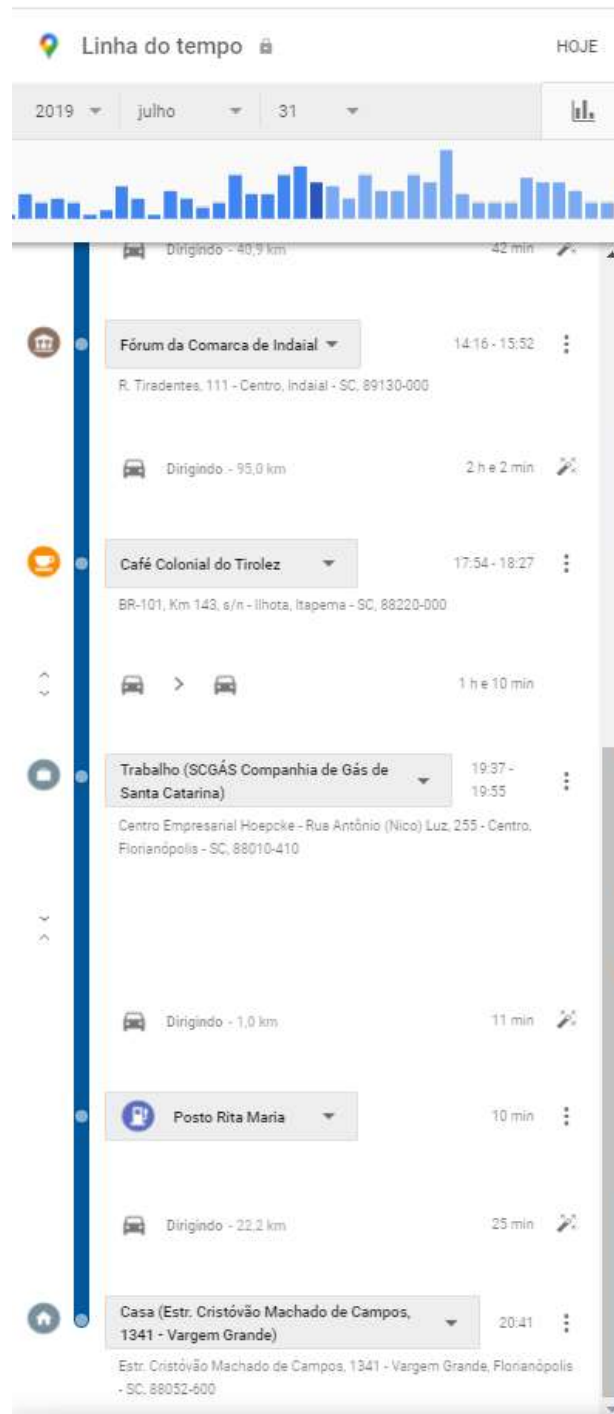 Linha do tempo
HOJE
2019
julho
31
Dirigindo - 40,9 km
42 min
Fórum da Comarca de Indaial
14:16 - 15:52
R. Tiradentes, 111 - Centro, Indaial - SC, 89130-000
Dirigindo - 95,0 km
2 h e 2 min
Café Colonial do Tirolez
17:54 - 18:27
BR-101, Km 143, s/n - Ilhota, Itapema - SC, 88220-000
1 h e 10 min
Trabalho (SCGÁS Companhia de Gás de
Santa Catarina)
19:37 -
19:55
Centro Empresarial Hoepcke - Rua Antônio (Nico) Luz, 255 - Centro,
Florianópolis - SC, 88010-410
Dirigindo - 1,0 km
11 min
Posto Rita Maria
10 min
Dirigindo - 22,2 km
25 min
Casa (Estr. Cristóvão Machado de Campos,
1341 - Vargem Grande)
20:41
Estr. Cristóvão Machado de Campos, 1341 - Vargem Grande, Florianópolis
- SC, 88052-600